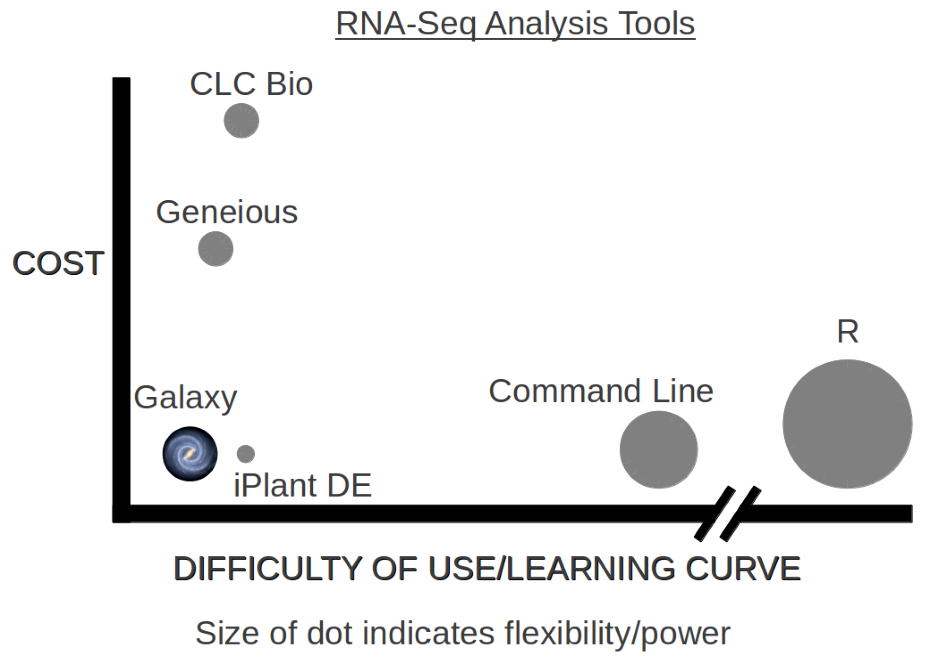 RNA-Seq Analysis Tools
CLC Bio
Geneious
COST
R
Command Line
Galaxy
iPlant DE
DIFFICULTY OF USE/LEARNING CURVE
Size of dot indicates flexibility/power